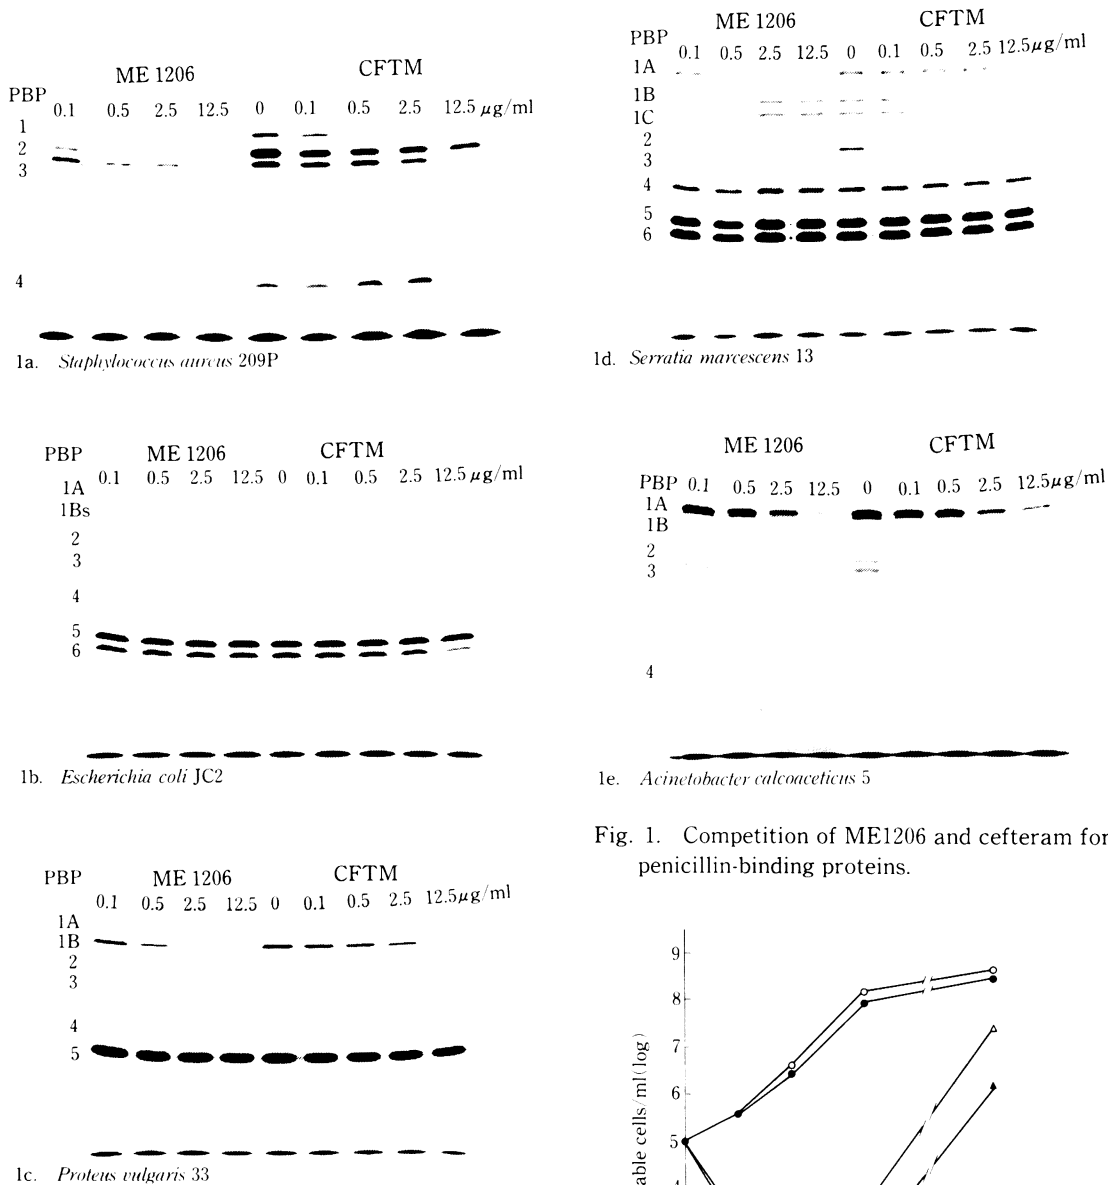 ME 1206 CFTM
PBP 0.1 0.5 2.5 12.5 0 0.1 0.5 2.5 12.5 μg/ml
1
2
3
4
1a. Staphylococcus aureus 209P
PBP ME 1206 CFTM
0.1 0.5 2.5 12.5 0 0.1 0.5 2.5 12.5 μg/ml
1A
1Bs
2
3
4
5
6
1b. Escherichia coli JC2
PBP ME 1206 CFTM
0.1 0.5 2.5 12.5 0 0.1 0.5 2.5 12.5μg/ml
1A
1B
2
3
4
5
1c. Proteus vulgaris 33
ME 1206 CFTM
PBP 0.1 0.5 2.5 12.5 0 0.1 0.5 2.5 12.5μg/ml
1A
1B
1C
2
3
4
5
6
1d. Serratia marcescens 13
ME 1206 CFTM
PBP 0.1 0.5 2.5 12.5 0 0.1 0.5 2.5 12.5μg/ml
1A
1B
2
3
4
1e. Acinetobacter calcoaceticus 5
Fig. 1. Competition of ME1206 and cefteram for
penicillin-binding proteins.
9
8
7
6
5
4
cells/ml(log)